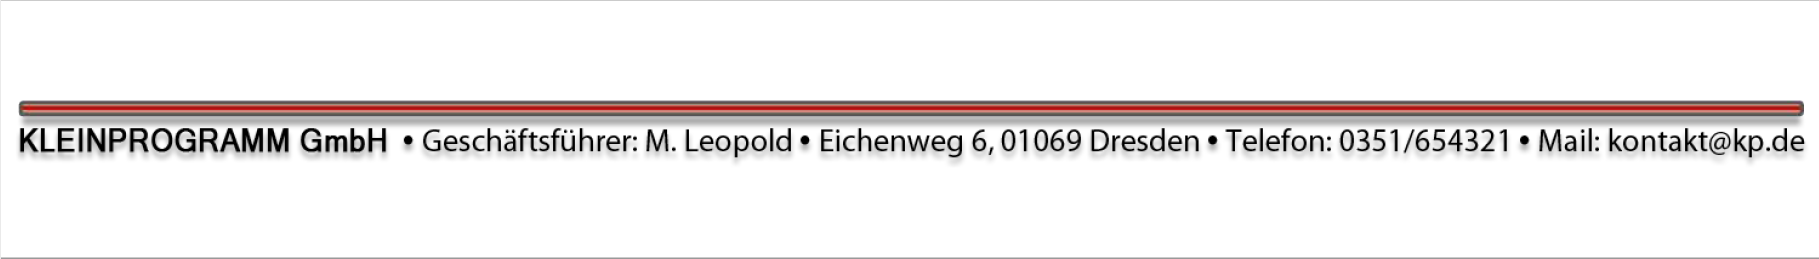 KLEINPROGRAMM GmbH • Geschäftsführer: M. Leopold • Eichenweg 6, 01069 Dresden • Telefon: 0351/654321 • Mail: kontakt@kp.de